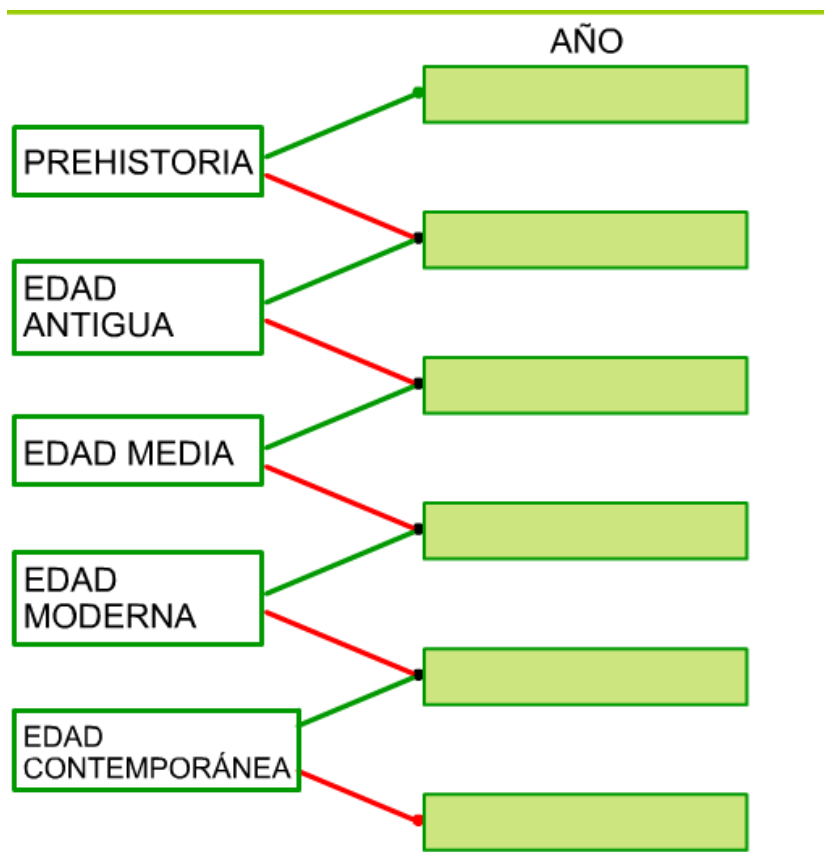 AÑO
PREHISTORIA
EDAD
ANTIGUA
EDAD MEDIA
EDAD
MODERNA
EDAD
CONTEMPORÁNEA